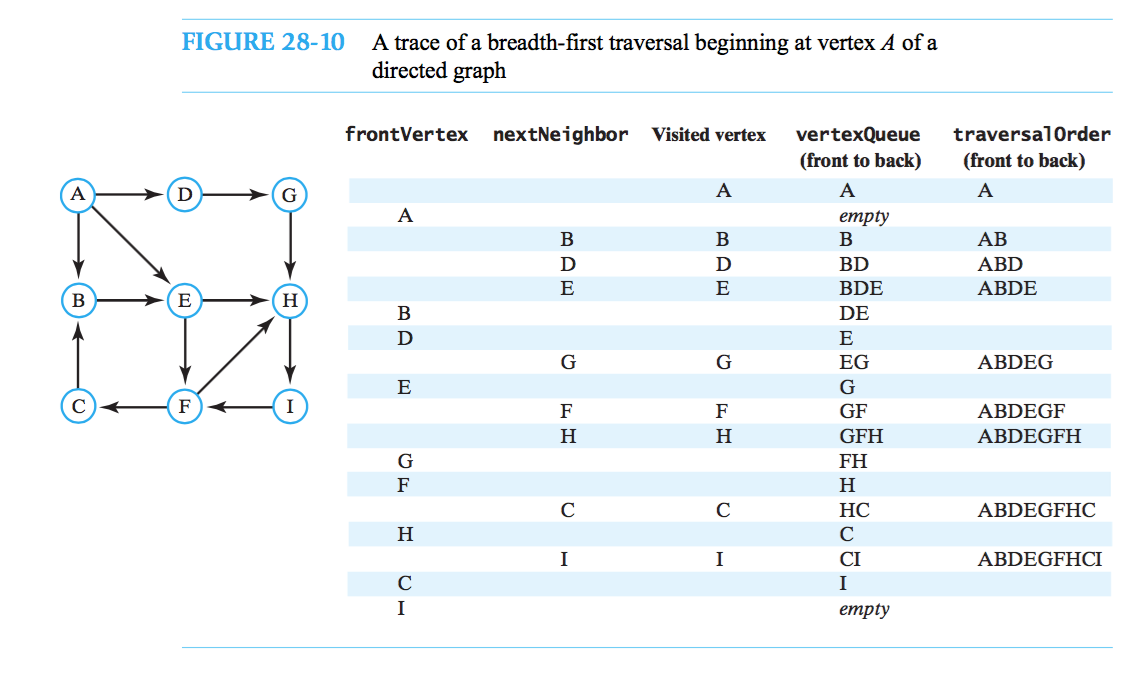 FIGURE 28-10 A trace of a breadth-first traversal beginning at vertex A of a
directed graph
frontVertex nextNeighbor Visited vertex vertexQueue traversalOrder
(front to back) (front to back)
A A A
A empty
B B B AB
D D BD ABD
E E BDE ABDE
B DE
D E
G G EG ABDEG
E G
F F GF ABDEGF
H H GFH ABDEGFH
G FH
F H
C C HC ABDEGFHC
H C
I I CI ABDEGFHCI
C I
I empty
A D G
B E H
C F I